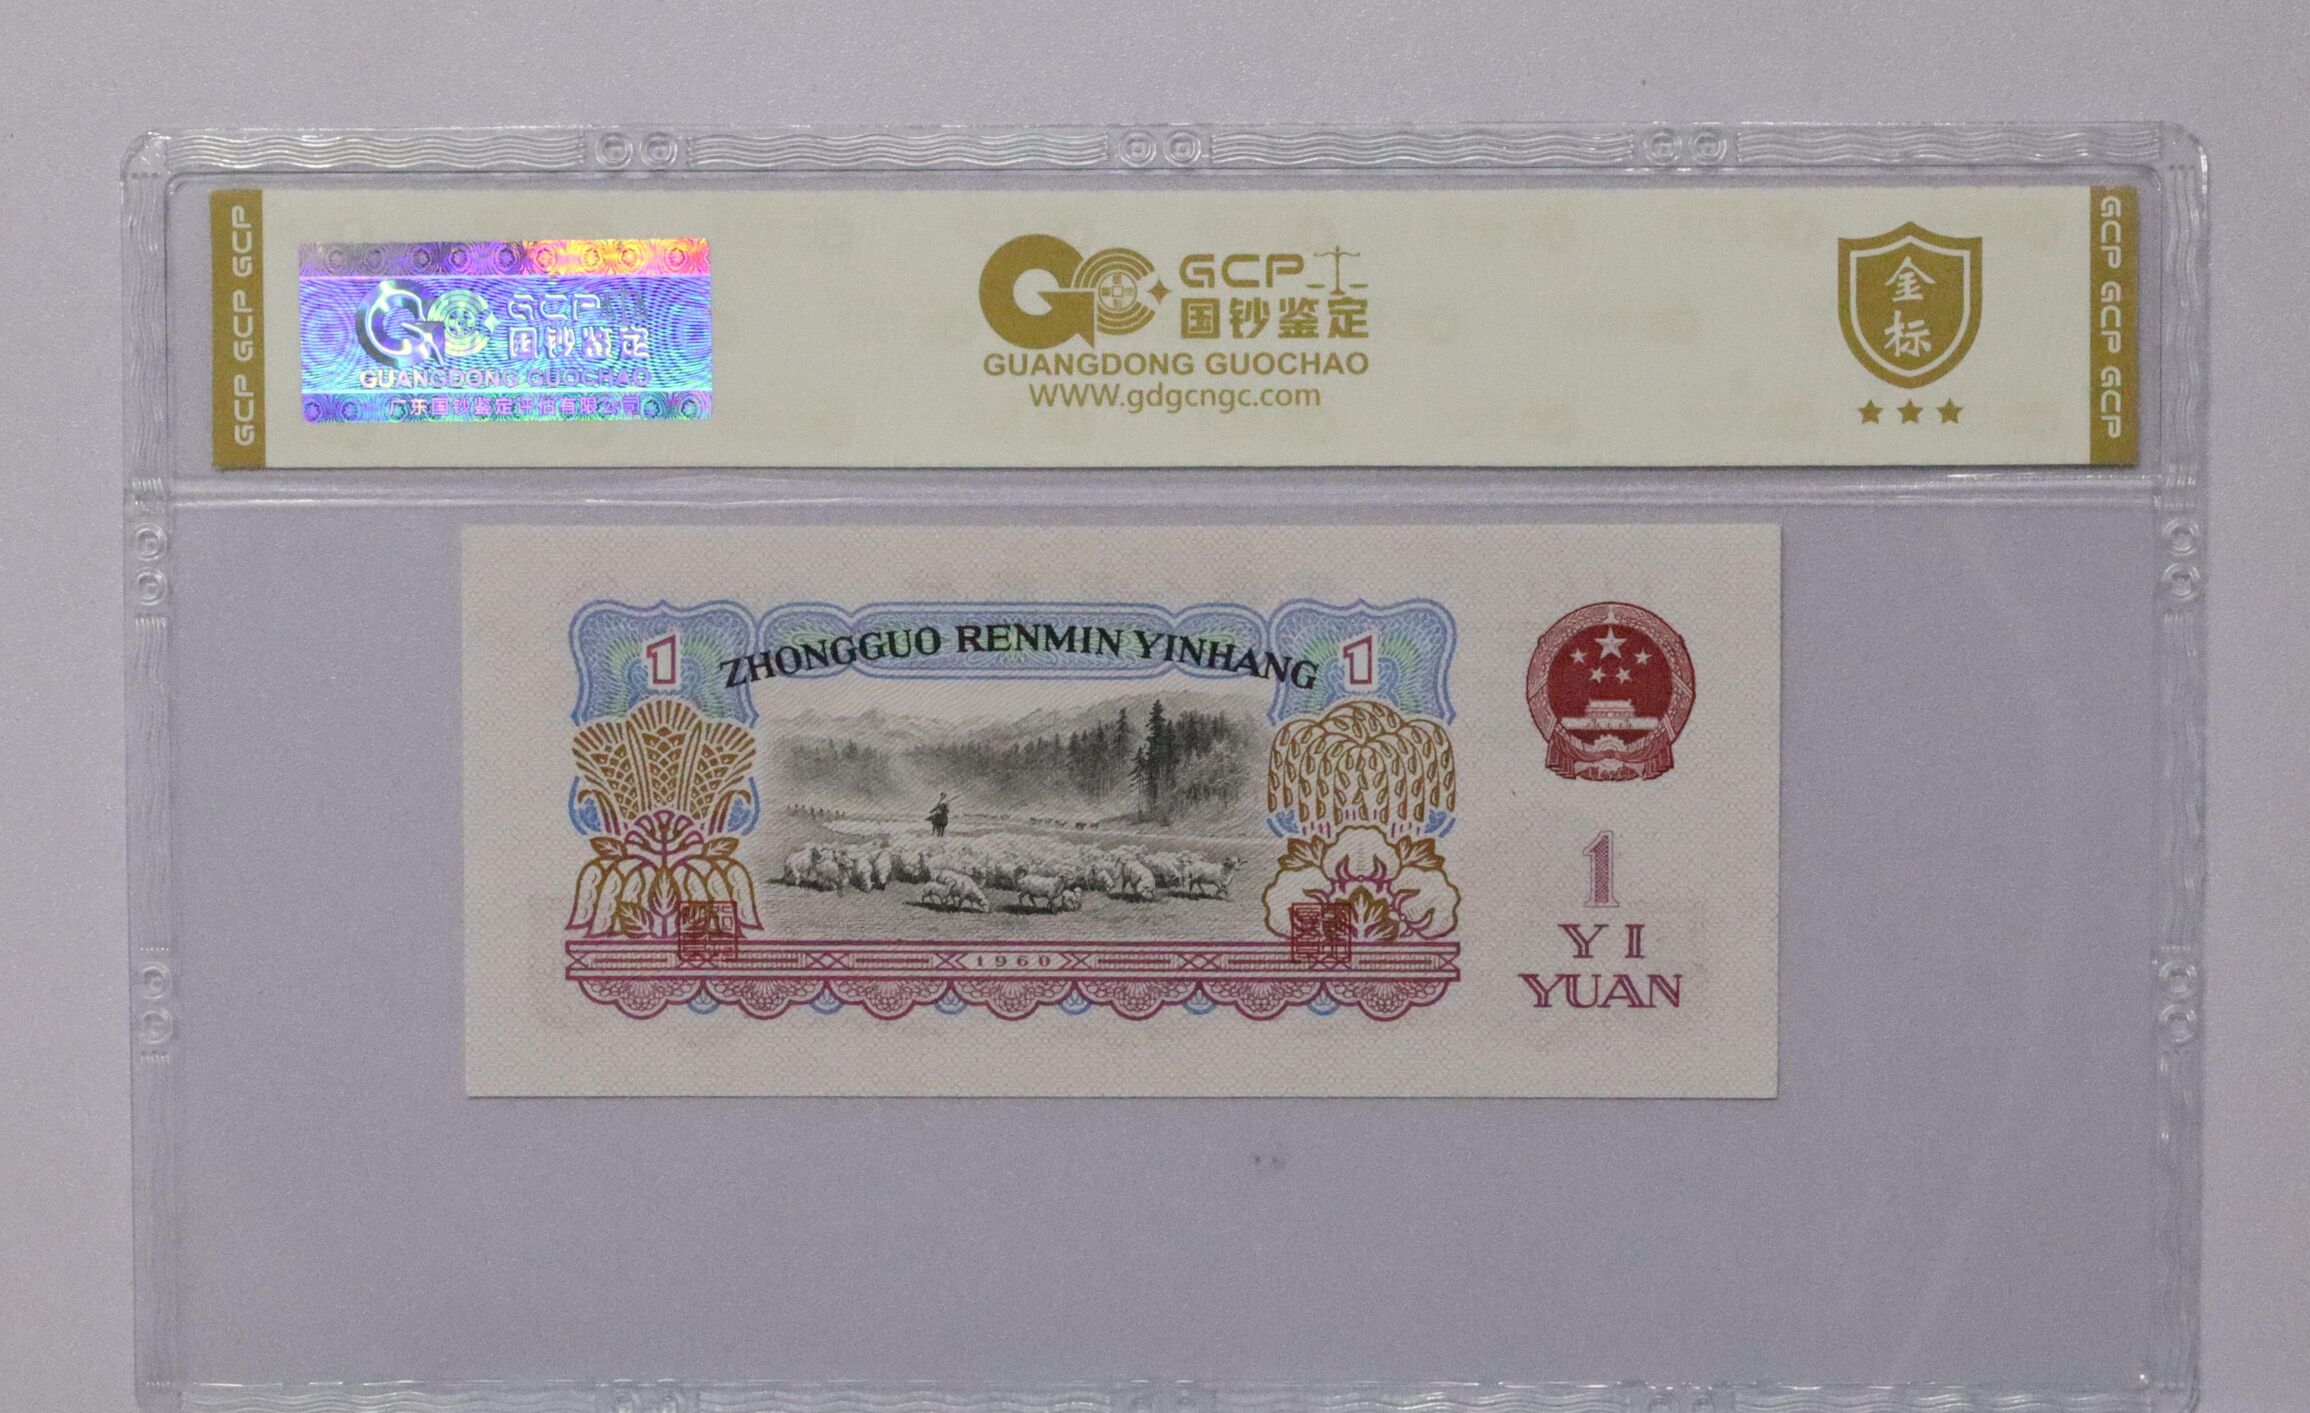 GCP GCP GCP GCP
GCP
国钞鉴定
GUANGDONG GUOCHAO
广东国钞鉴定评估有限公司
GCP
国钞鉴定
GUANGDONG GUOCHAO
WWW.gdgcngc.com
金
标
GCP GCP GCP GCP
1
ZHONGGUO RENMIN YINHANG
1
1
YI
YUAN
1960